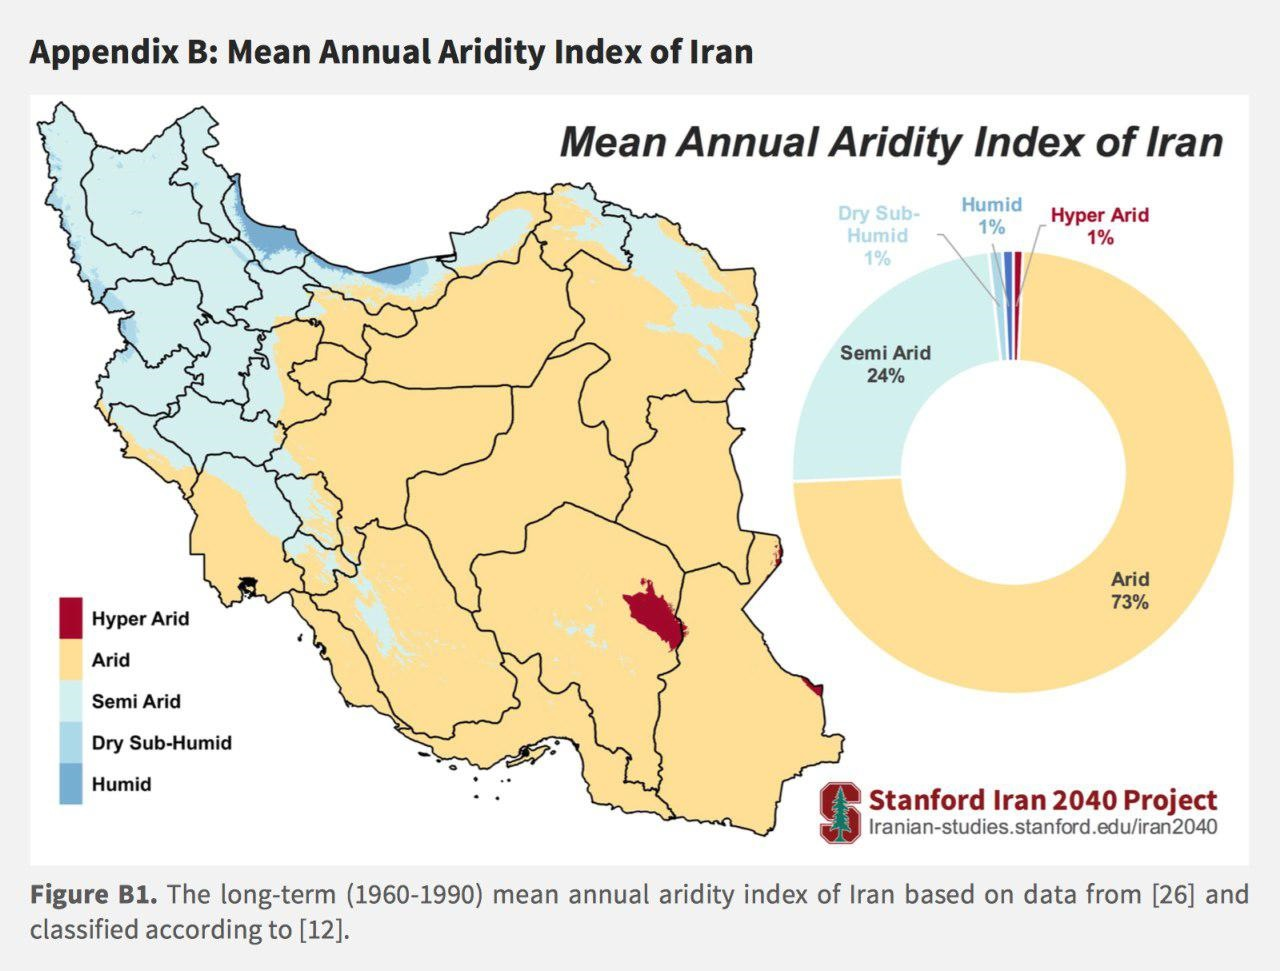 Appendix B: Mean Annual Aridity Index of Iran
Mean Annual Aridity Index of Iran
Dry Sub-
Humid
1%
Humid
1%
Hyper Arid
1%
Semi Arid
24%
Arid
73%
Hyper Arid
Arid
Semi Arid
Dry Sub-Humid
Humid
Stanford Iran 2040 Project
Iranian-studies.stanford.edu/iran2040
Figure B1. The long-term (1960-1990) mean annual aridity index of Iran based on data from [26] and
classified according to [12].